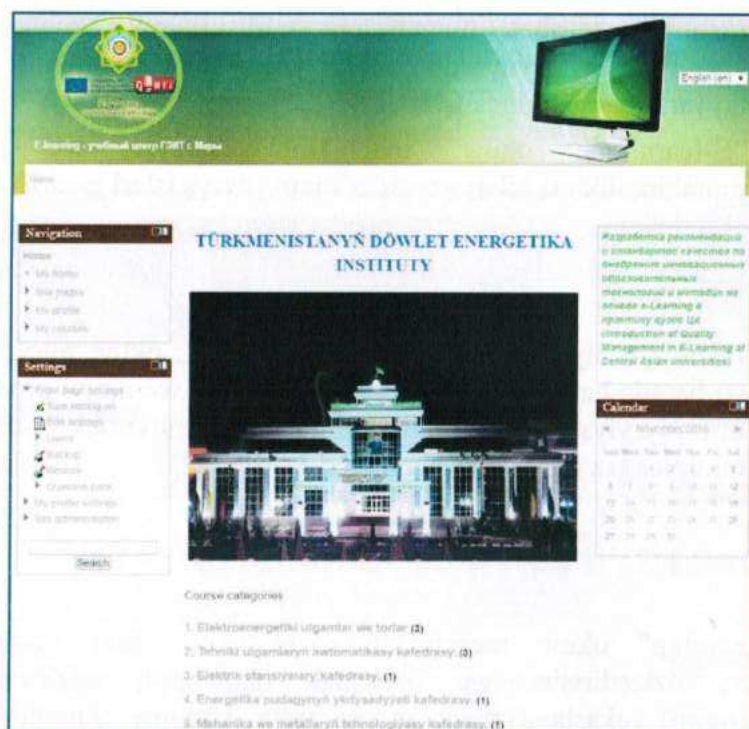 English (en)
E-learning - учебный центр ГЭИТ г. Мары
Home
Navigation
Home
My home
Site pages
My profile
My courses
Settings
Front page settings
Turn editing on
Edit settings
Users
Backup
Restore
Question bank
My profile settings
Site administration
Search
TÜRKMENISTANYŇ DÖWLET ENERGETIKA
INSTITUTY
Course categories
1. Elektroenergetiki ulgamlar we torlar (2)
2. Tehniki ulgamlaryň awtomatikasy kafedrasy.
3. Elektrik stansiýalary kafedrasy. (1)
4. Energetika pudagynyň ykdysadyýeti kafedrasy. (1)
5. Mehanika we metallaryň tehnologiýasy kafedrasy. (1)
Разработка рекомендаций
и стандартов качества по
внедрению инновационных
образовательных
технологий и методик на
основе e-Learning в
практику вузов ЦА
(Introduction of Quality
Management in E-Learning at
Central Asian universities)
Calendar
November 2016
Sun Mon Tue Wed Thu Fri Sat